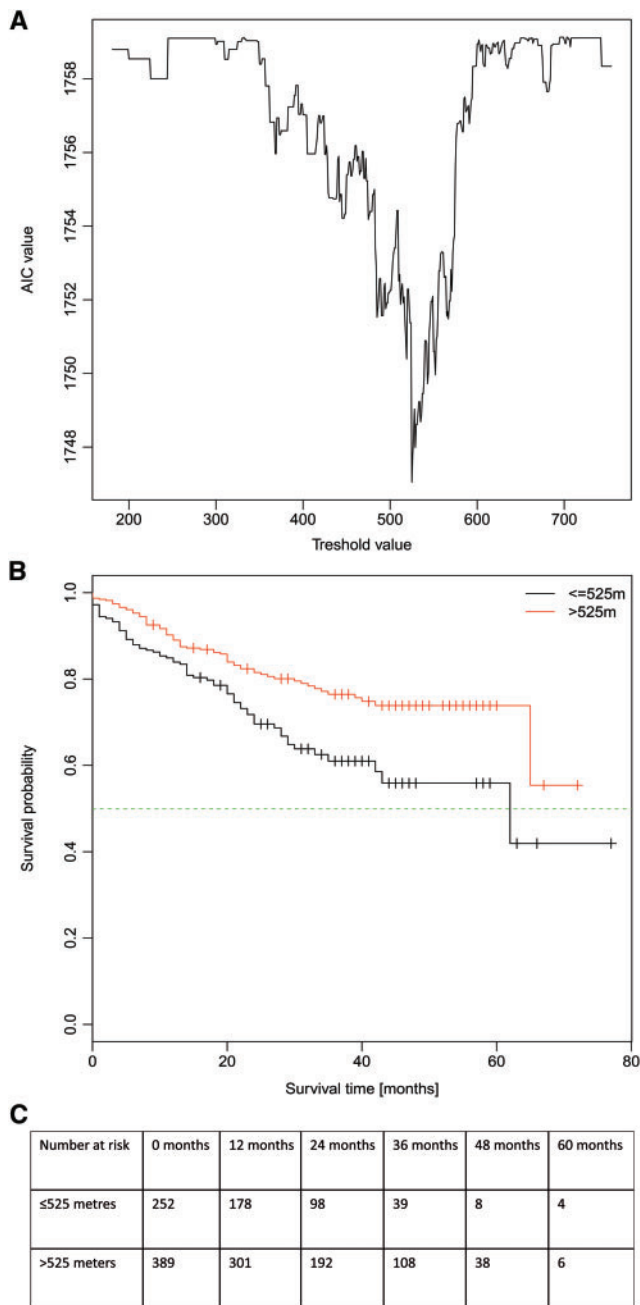 A
AIC value
1758
1756
1754
1752
1750
1748
200 300 400 500 600 700
Treshold value
B
<=525m
>525m
Survival probability
1.0
0.8
0.6
0.4
0.2
0.0
0 20 40 60 80
Survival time [months]
C
Number at risk 0 months 12 months 24 months 36 months 48 months 60 months
≤525 metres 252 178 98 39 8 4
>525 meters 389 301 192 108 38 6